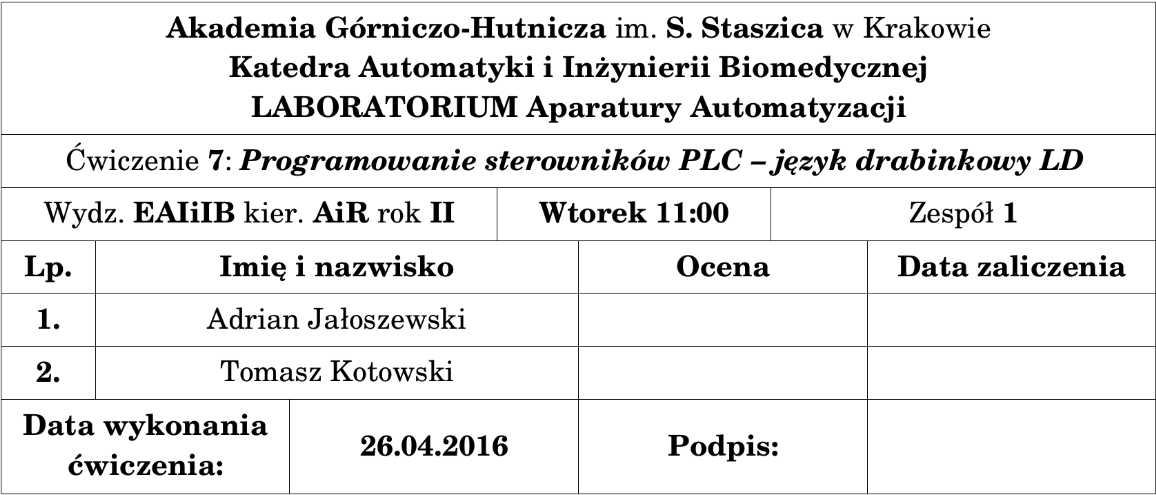 Akademia Górniczo-Hutnicza im. S. Staszica w Krakowie
Katedra Automatyki i Inżynierii Biomedycznej
LABORATORIUM Aparatury Automatyzacji
Ćwiczenie 7: Programowanie sterowników PLC – język drabinkowy LD
Wydz. EAIiIB kier. AiR rok II Wtorek 11:00 Zespół 1
Lp. Imię i nazwisko Ocena Data zaliczenia
1. Adrian Jałoszewski
2. Tomasz Kotowski
Data wykonania
ćwiczenia: 26.04.2016 Podpis: